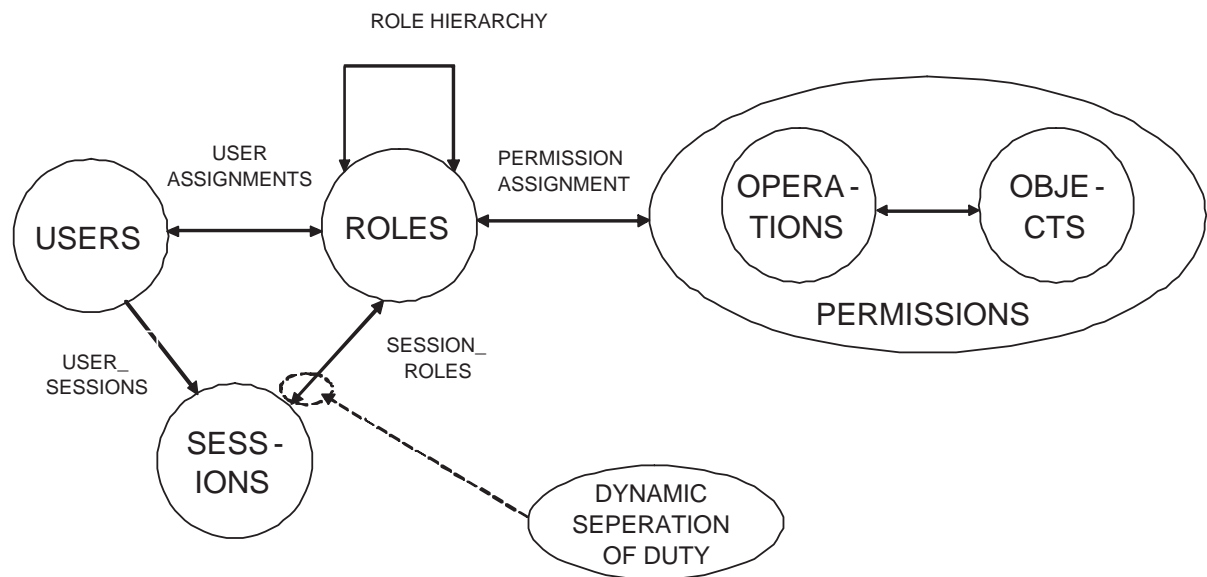 ROLE HIERARCHY
USER
ASSIGNMENTS
PERMISSION
ASSIGNMENT
USERS
ROLES
OPERA-
TIONS
OBJE-
CTS
PERMISSIONS
USER_
SESSIONS
SESSION_
ROLES
SESS-
IONS
DYNAMIC
SEPERATION
OF DUTY